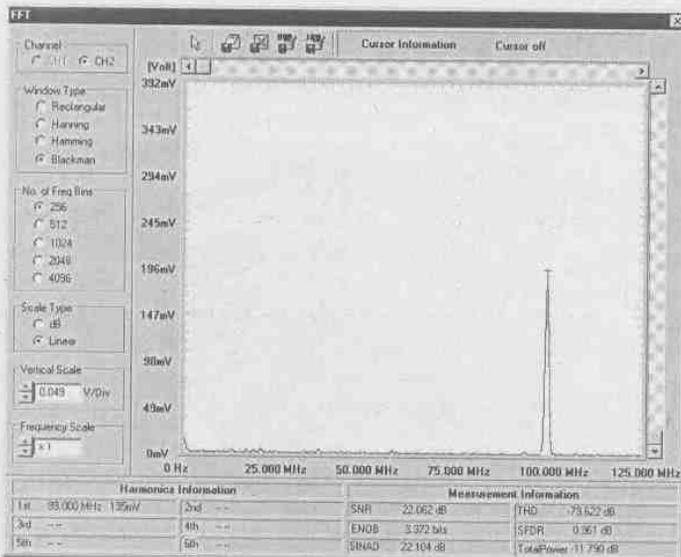 FFT
Channel
CH1 CH2
Window Type
Rectangular
Hanning
Hamming
Blackman
No. of Freq Bins
256
512
1024
2048
4096
Scale Type
dB
Linear
Vertical Scale
0.049 V/Div
Frequency Scale
x 1
Cursor Information Cursor off
[Volt]
392mV
343mV
294mV
245mV
196mV
147mV
98mV
49mV
0mV
0 Hz 25.000 MHz 50.000 MHz 75.000 MHz 100.000 MHz 125.000 MHz
Harmonics Information
1st 99.000 MHz 195mV 2nd -- --
3rd -- -- 4th -- --
5th -- -- 6th -- --
Measurement Information
SNR 22.062 dB THD -73.622 dB
ENOB 3.372 bits SFDR 0.361 dB
SINAD 22.104 dB TotalPower -11.790 dB